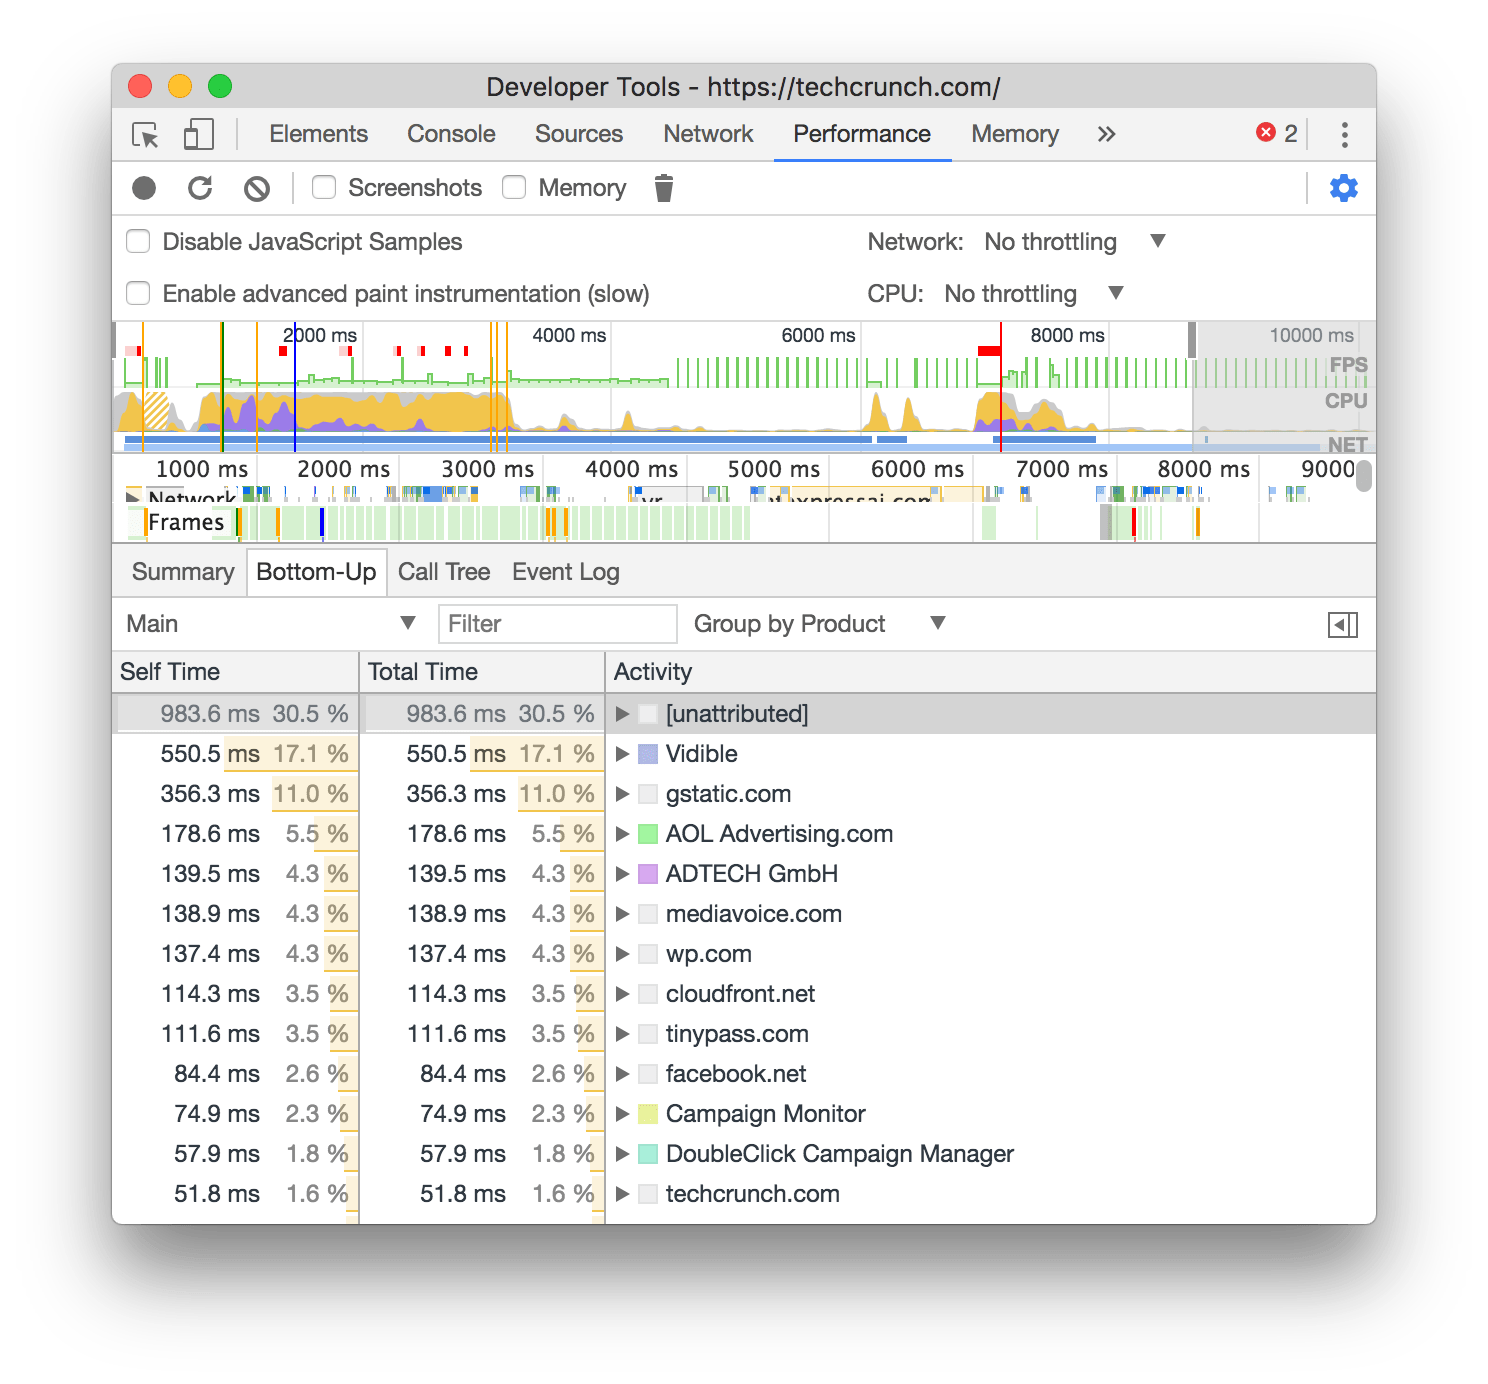 Developer Tools - https://techcrunch.com/
Elements Console Sources Network Performance Memory » 2
Screenshots Memory
Disable JavaScript Samples Network: No throttling
Enable advanced paint instrumentation (slow) CPU: No throttling
2000 ms 4000 ms 6000 ms 8000 ms 10000 ms
FPS
CPU
NET
1000 ms 2000 ms 3000 ms 4000 ms 5000 ms 6000 ms 7000 ms 8000 ms 9000
Network
Frames
Summary Bottom-Up Call Tree Event Log
Main Filter Group by Product
Self Time Total Time Activity
983.6 ms 30.5 % 983.6 ms 30.5 % [unattributed]
550.5 ms 17.1 % 550.5 ms 17.1 % Vidible
356.3 ms 11.0 % 356.3 ms 11.0 % gstatic.com
178.6 ms 5.5 % 178.6 ms 5.5 % AOL Advertising.com
139.5 ms 4.3 % 139.5 ms 4.3 % ADTECH GmbH
138.9 ms 4.3 % 138.9 ms 4.3 % mediavoice.com
137.4 ms 4.3 % 137.4 ms 4.3 % wp.com
114.3 ms 3.5 % 114.3 ms 3.5 % cloudfront.net
111.6 ms 3.5 % 111.6 ms 3.5 % tinypass.com
84.4 ms 2.6 % 84.4 ms 2.6 % facebook.net
74.9 ms 2.3 % 74.9 ms 2.3 % Campaign Monitor
57.9 ms 1.8 % 57.9 ms 1.8 % DoubleClick Campaign Manager
51.8 ms 1.6 % 51.8 ms 1.6 % techcrunch.com